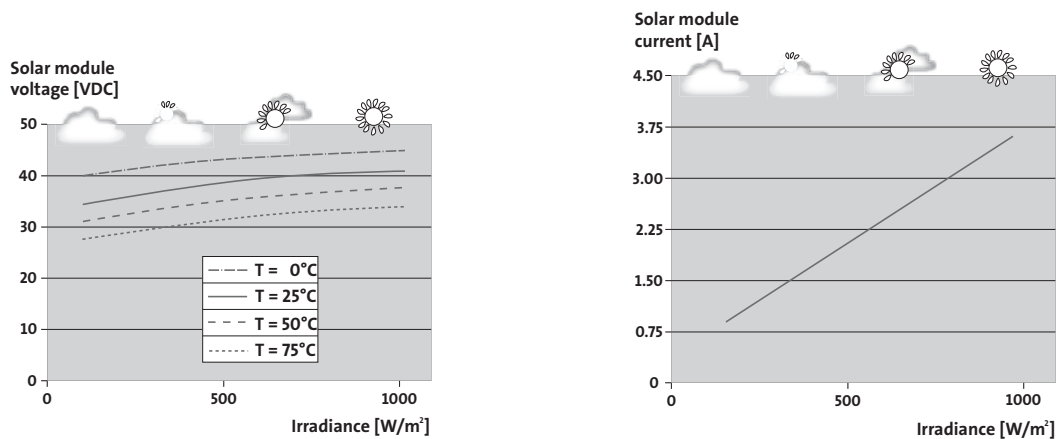 Solar module
voltage [VDC]
50
40
30
20
10
0
T = 0°C
T = 25°C
T = 50°C
T = 75°C
0
500
1000
Irradiance [W/m²]
Solar module
current [A]
4.50
3.75
3.00
2.25
1.50
0.75
0
0
500
1000
Irradiance [W/m²]